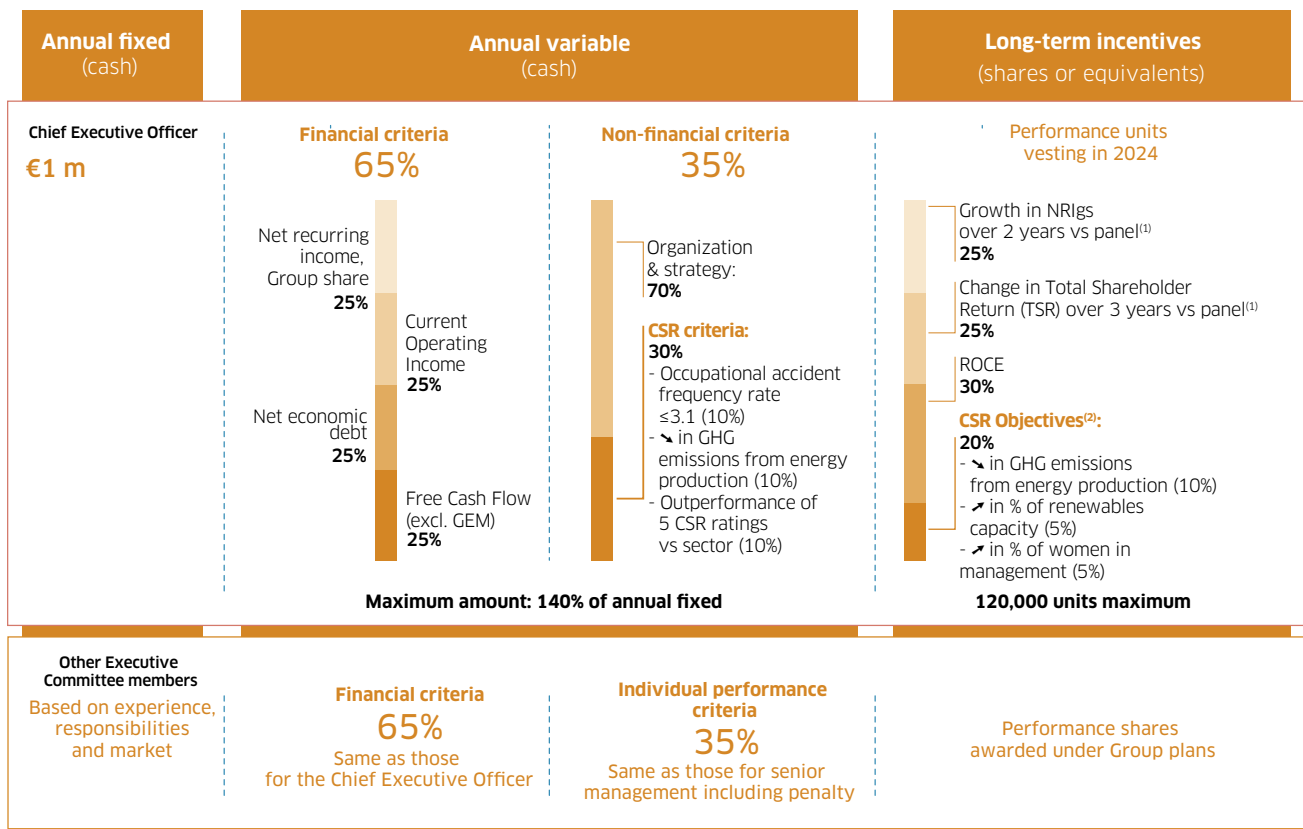 Annual fixed
(cash)
Annual variable
(cash)
Long-term incentives
(shares or equivalents)
Chief Executive Officer
€1 m
Financial criteria
65%
Net recurring
income,
Group share
25%
Current
Operating
Income
25%
Net economic
debt
25%
Free Cash Flow
(excl. GEM)
25%
Non-financial criteria
35%
Organization
& strategy:
70%
CSR criteria:
30%
- Occupational accident
frequency rate
≤3.1 (10%)
- ➘ in GHG
emissions from energy
production (10%)
- Outperformance of
5 CSR ratings
vs sector (10%)
Maximum amount: 140% of annual fixed
Performance units
vesting in 2024
Growth in NRIgs
over 2 years vs panel(1)
25%
Change in Total Shareholder
Return (TSR) over 3 years vs panel(1)
25%
ROCE
30%
CSR Objectives(2):
20%
- ➘ in GHG emissions
from energy production (10%)
- ➚ in % of renewables
capacity (5%)
- ➚ in % of women in
management (5%)
120,000 units maximum
Other Executive
Committee members
Based on experience,
responsibilities
and market
Financial criteria
65%
Same as those
for the Chief Executive Officer
Individual performance
criteria
35%
Same as those for senior
management including penalty
Performance shares
awarded under Group plans